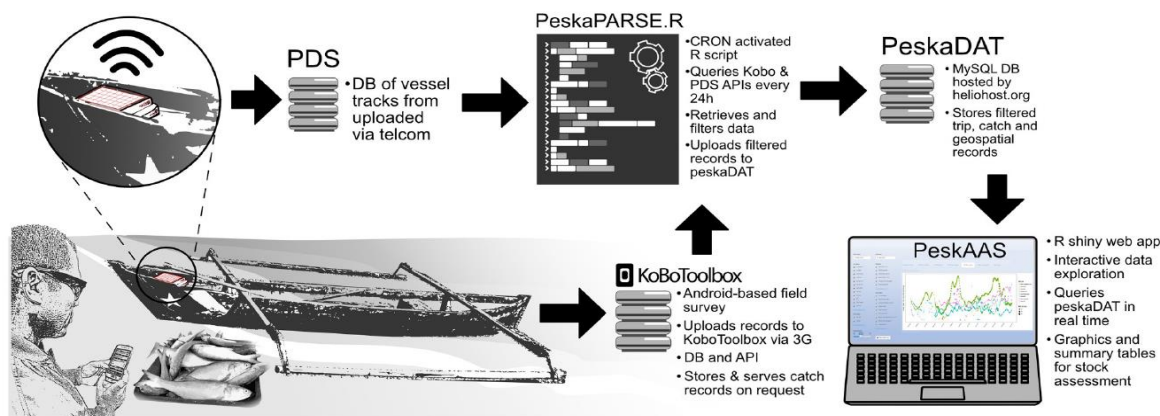 PDS
•DB of vessel
tracks from
uploaded
via telcom
PeskaPARSE.R
•CRON activated
R script
•Queries Kobo &
PDS APIs every
24h
•Retrieves and
filters data
•Uploads filtered
records to
peskaDAT
PeskaDAT
•MySQL DB
hosted by
heliohost.org
•Stores filtered
trip, catch and
geospatial
records
KoBoToolbox
•Android-based field
survey
•Uploads records to
KoboToolbox via 3G
•DB and API
•Stores & serves catch
records on request
PeskAAS
•R shiny web app
•Interactive data
exploration
•Queries
peskaDAT in
real time
•Graphics and
summary tables
for stock
assessment